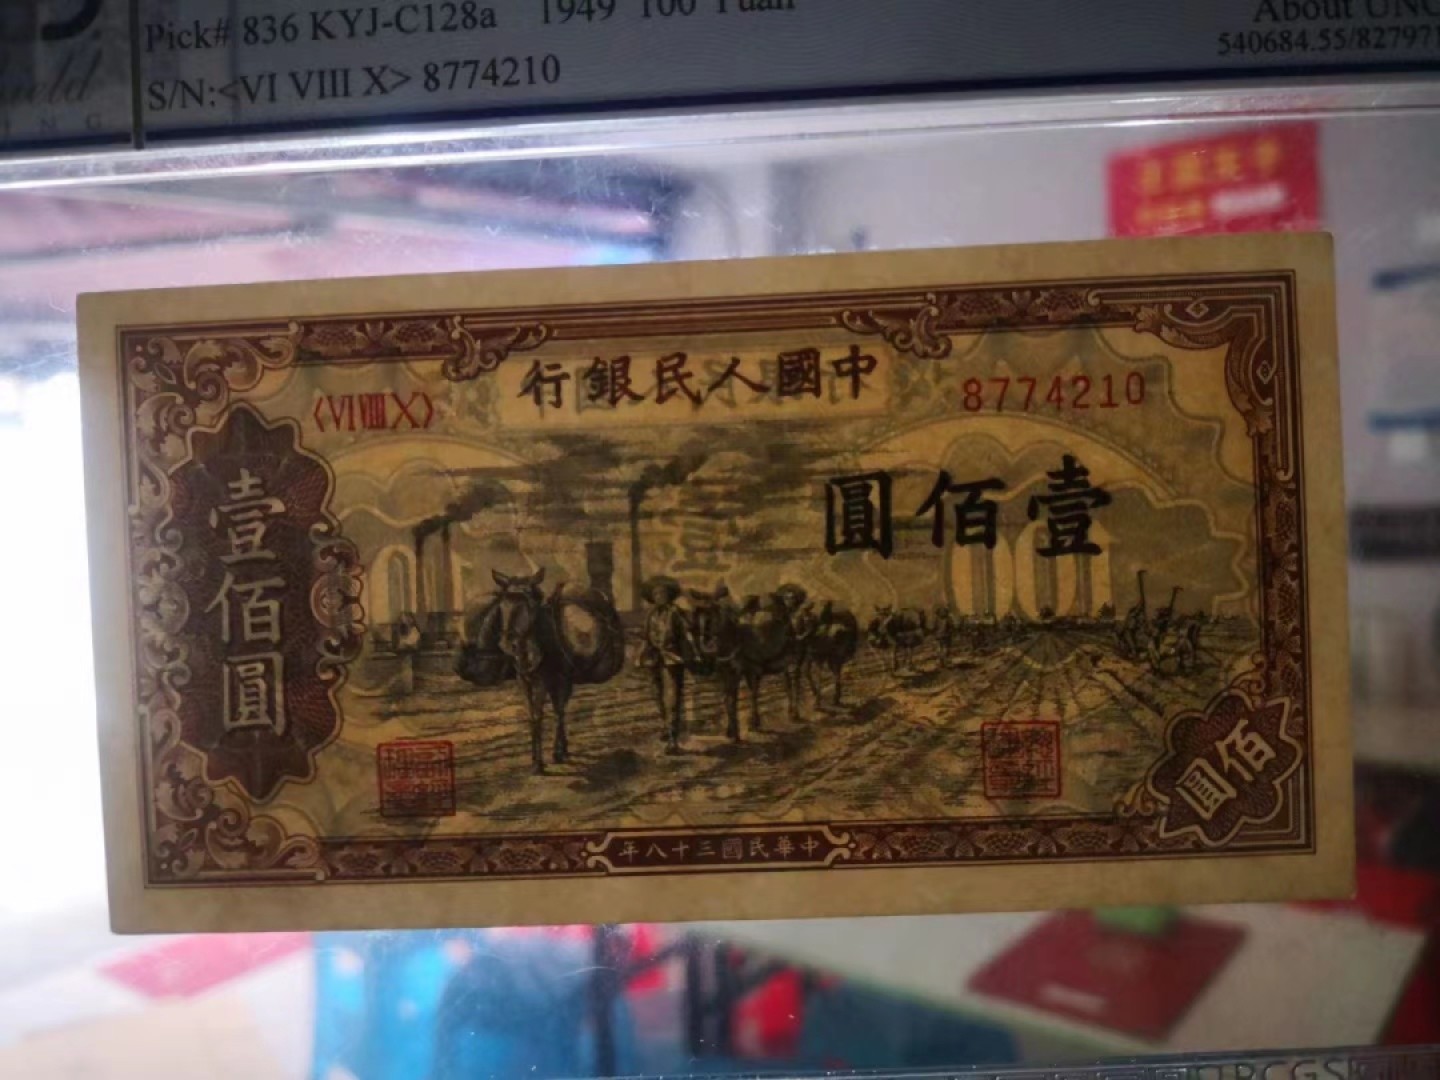 Pick# 836 KYJ-C128a 1949 100 Yuan
About UNC
S/N:<VI VIII X> 8774210
540684.55/827971
行銀民人國中
〈VI VIII X〉
8774210
圓佰壹
壹佰圓
佰圓
年八十三國民華中
PCGS